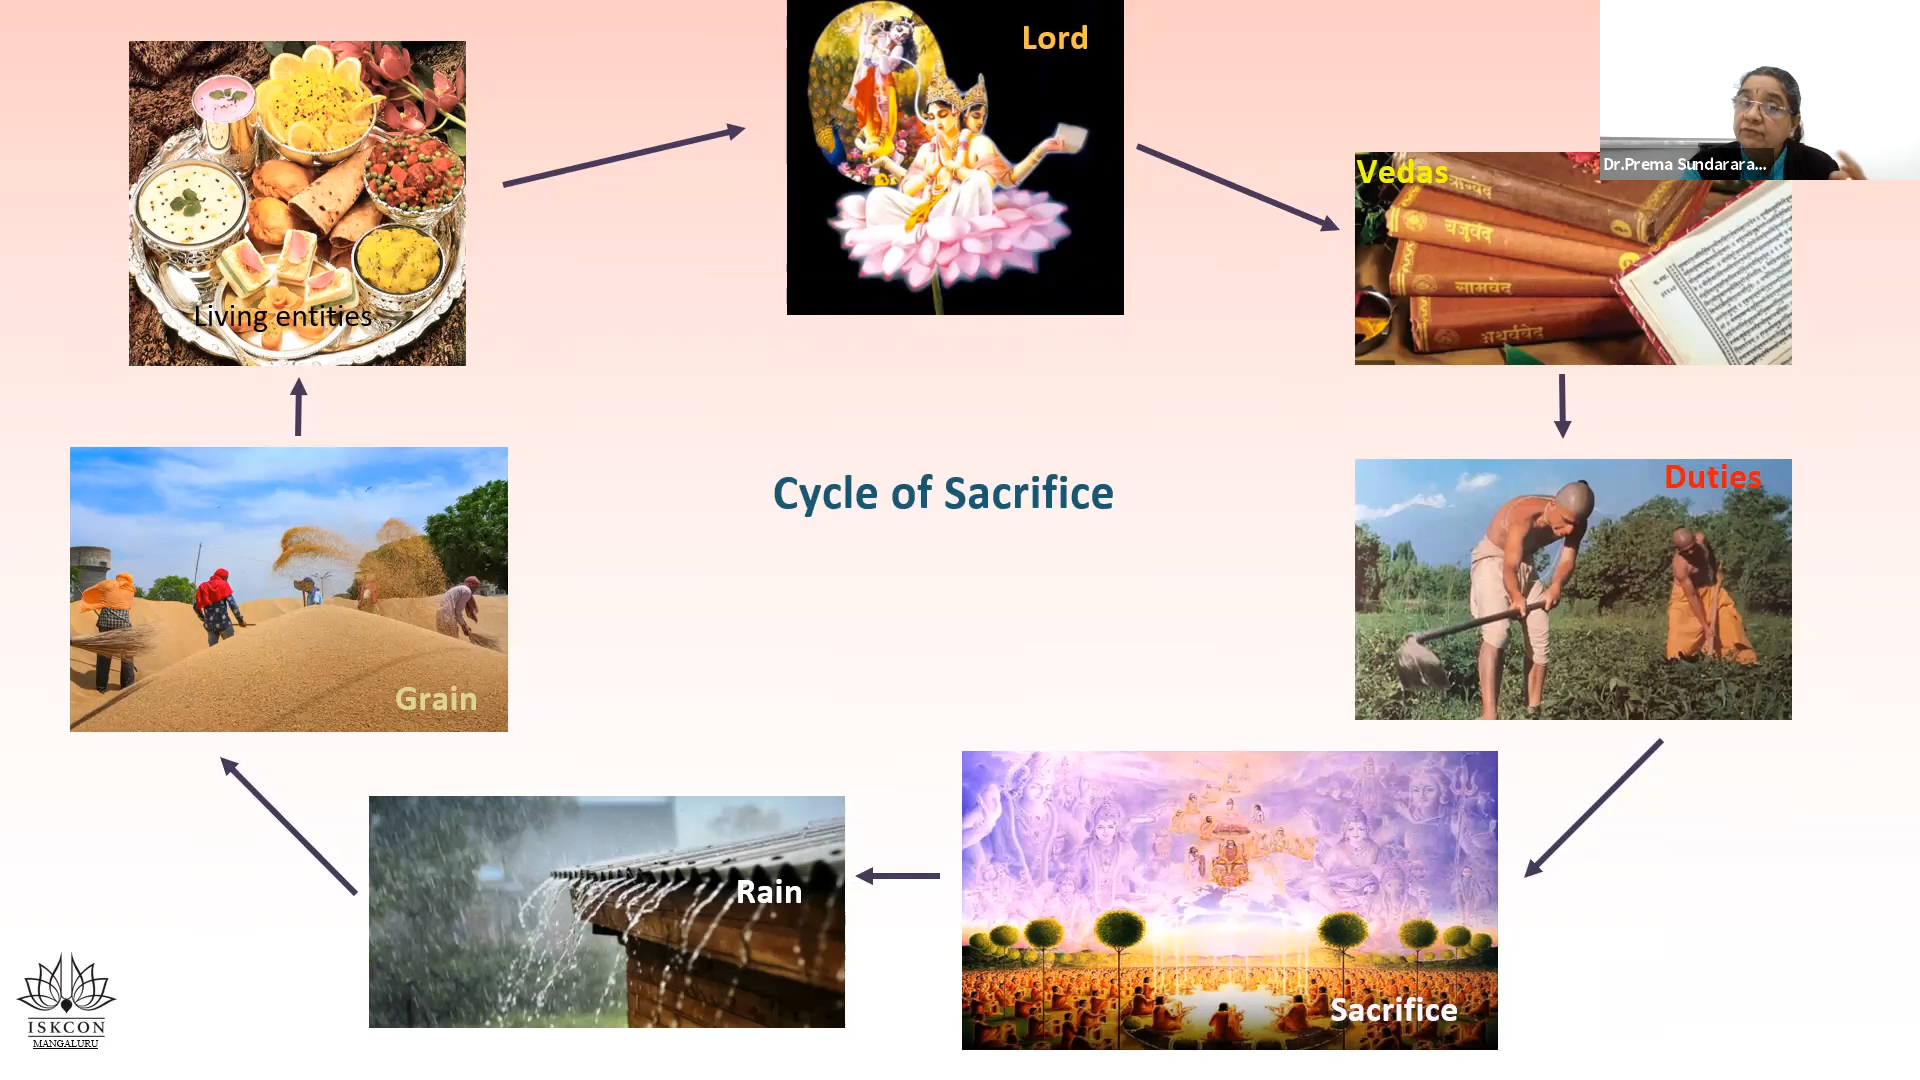 Lord
Dr.Prema Sundarara...
Vedas
यजुर्वेद
सामवेद
अथर्ववेद
Living entities
Duties
Cycle of Sacrifice
Grain
Rain
Sacrifice
ISKCON
MANGALURU